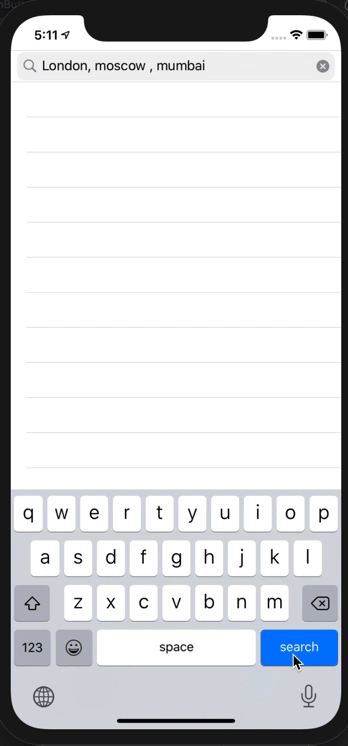 5:11
London, moscow , mumbai
q w e r t y u i o p
a s d f g h j k l
z x c v b n m
123 space search